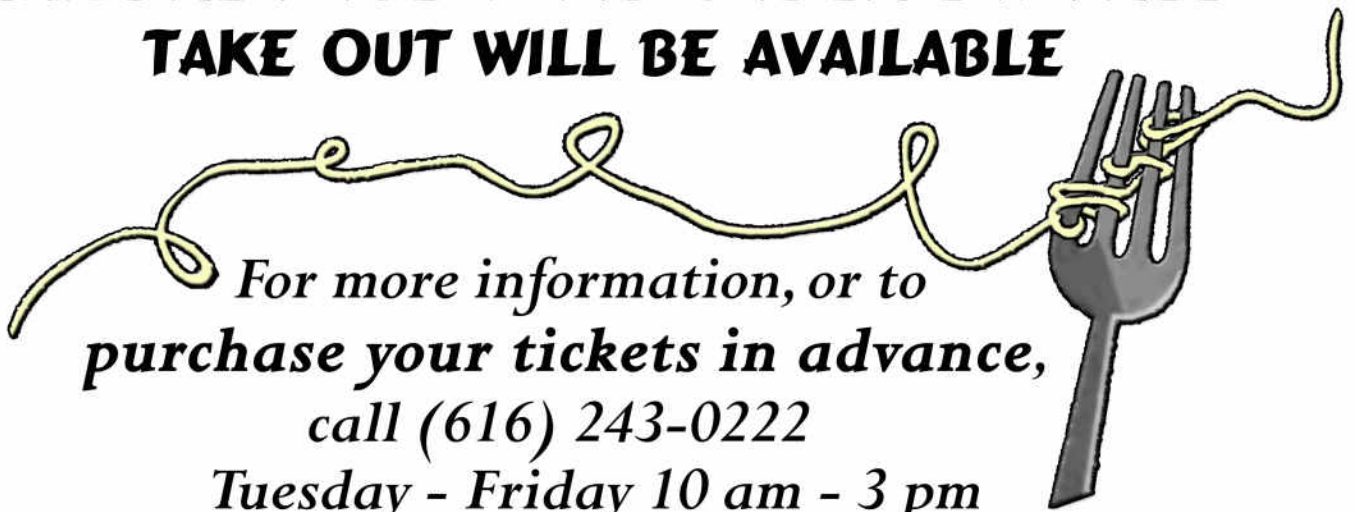 TAKE OUT WILL BE AVAILABLE
For more information, or to
purchase your tickets in advance,
call (616) 243-0222
Tuesday - Friday 10 am - 3 pm